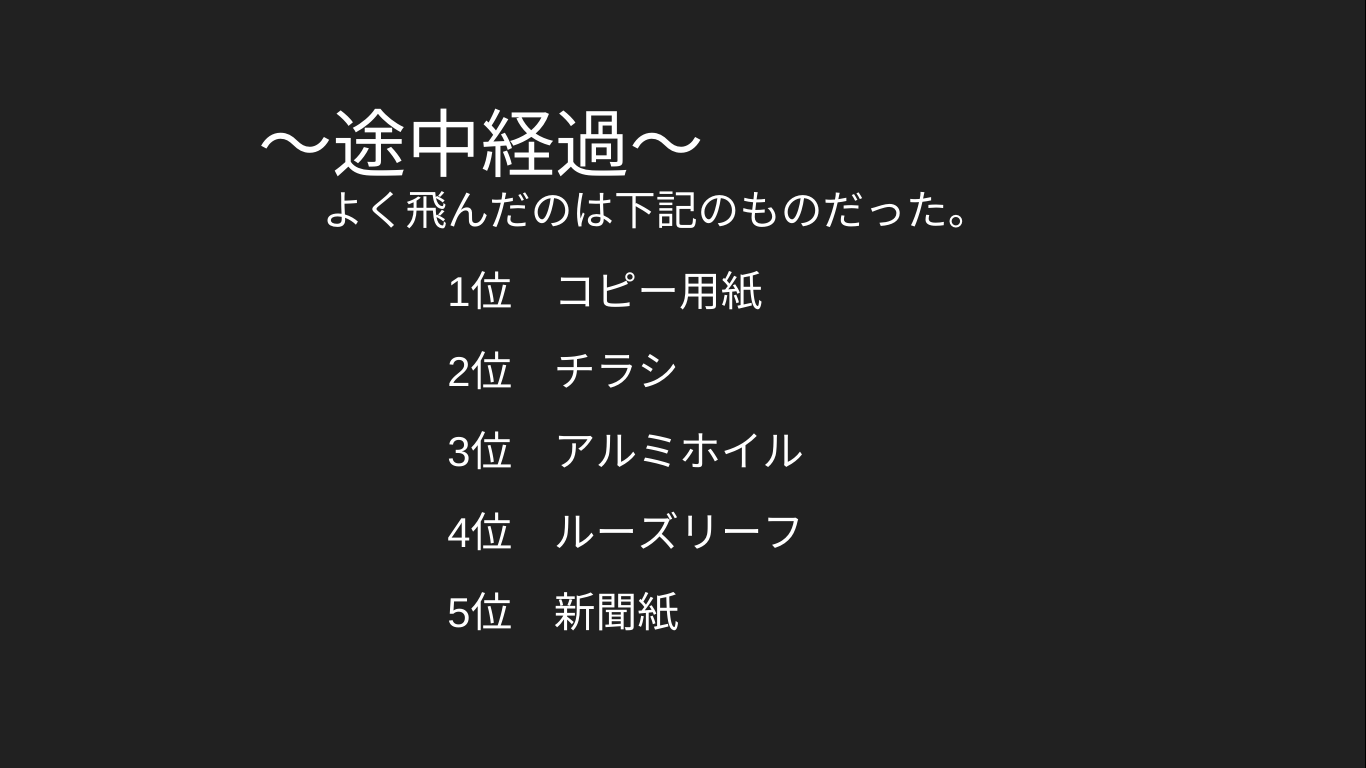 ～途中経過～
よく飛んだのは下記のものだった。
1位　コピー用紙
2位　チラシ
3位　アルミホイル
4位　ルーズリーフ
5位　新聞紙